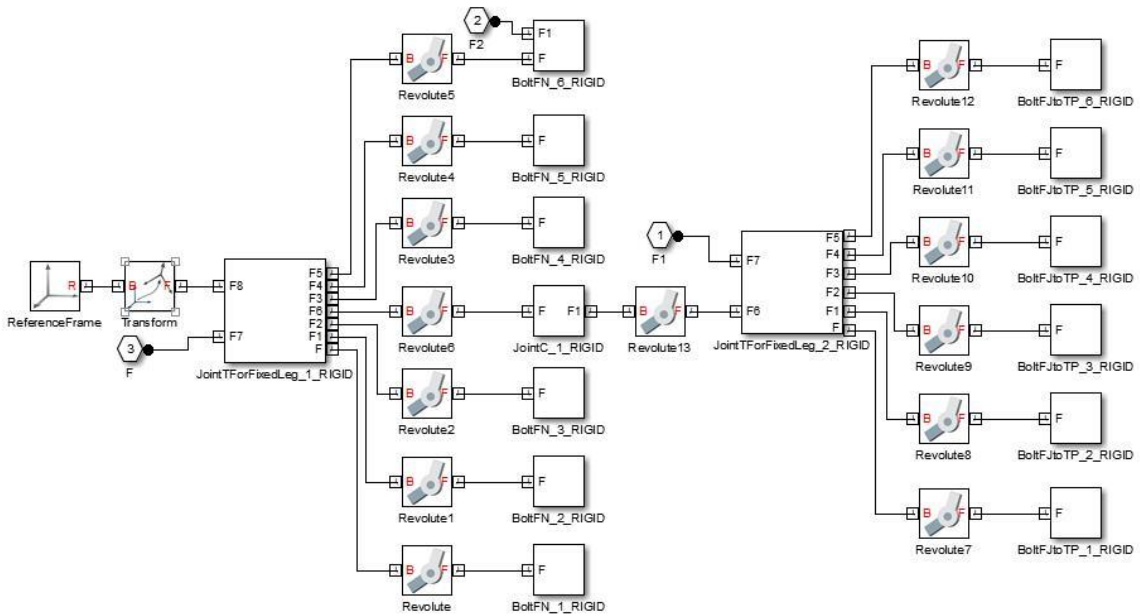 2
F2
F1
F
BoltFN_6_RIGID
B
F
Revolute5
B
F
Revolute4
F
BoltFN_5_RIGID
B
F
Revolute3
F
BoltFN_4_RIGID
R
ReferenceFrame
B
F
Transform
3
F
F8
F7
F5
F4
F3
F6
F2
F1
F
JointTForFixedLeg_1_RIGID
B
F
Revolute6
F
F1
JointC_1_RIGID
B
F
Revolute13
B
F
Revolute2
F
BoltFN_3_RIGID
B
F
Revolute1
F
BoltFN_2_RIGID
B
F
Revolute
F
BoltFN_1_RIGID
1
F1
F7
F6
F5
F4
F3
F2
F1
F
JointTForFixedLeg_2_RIGID
B
F
Revolute12
F
BoltFJtoTP_6_RIGID
B
F
Revolute11
F
BoltFJtoTP_5_RIGID
B
F
Revolute10
F
BoltFJtoTP_4_RIGID
B
F
Revolute9
F
BoltFJtoTP_3_RIGID
B
F
Revolute8
F
BoltFJtoTP_2_RIGID
B
F
Revolute7
F
BoltFJtoTP_1_RIGID